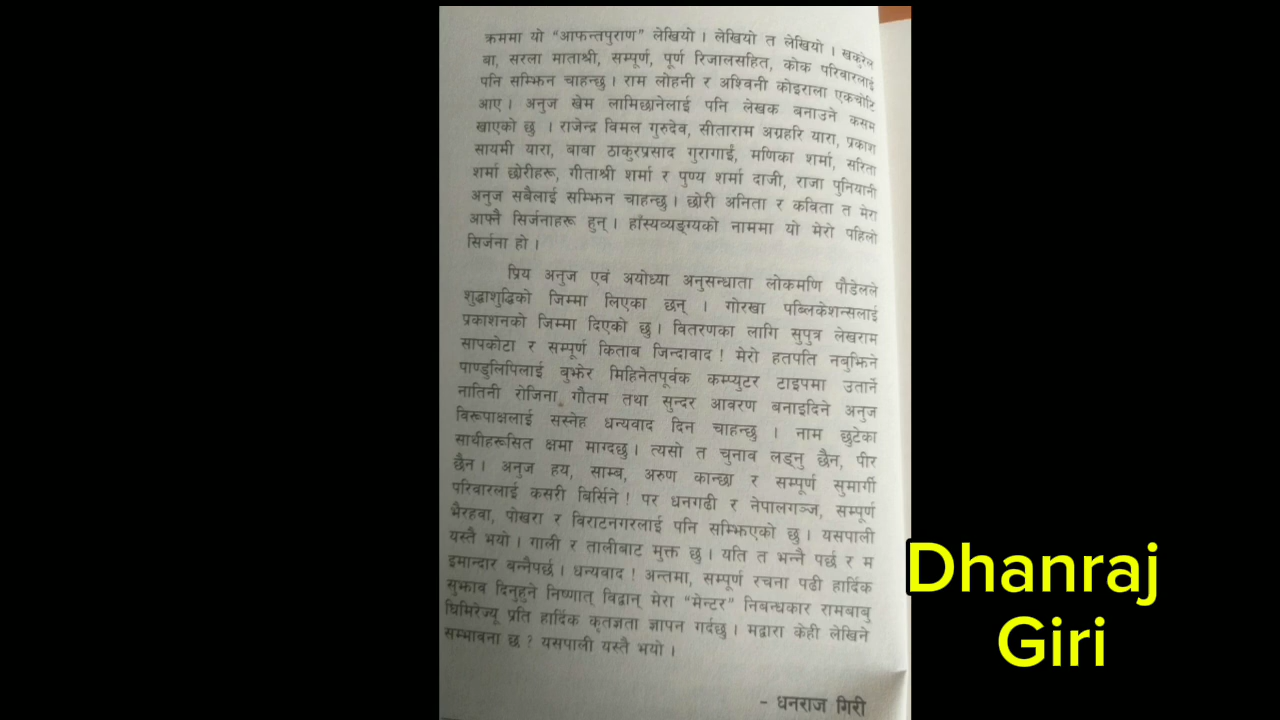 क्रममा यो “आफन्तपुराण” लेखियो । लेखियो त लेखियो । खकुरेल
बा, सरला माताश्री, सम्पूर्ण, पूर्ण रिजालसहित, कोक परिवारलाई
पनि सम्झिन चाहन्छु । राम लोहनी र अश्विनी कोइराला एकचोटि
आए । अनुज खेम लामिछानेलाई पनि लेखक बनाउने कसम
खाएको छु । राजेन्द्र विमल गुरुदेव, सीताराम अग्रहरि यारा, प्रकाश
सायमी यारा, बाबा ठाकुरप्रसाद गुरागाईं, मणिका शर्मा, सरिता
शर्मा छोरीहरू, गीताश्री शर्मा र पुण्य शर्मा दाजी, राजा पुनियानी
अनुज सबैलाई सम्झिन चाहन्छु । छोरी अनिता र कविता त मेरा
आफ्नै सिर्जनाहरू हुन् । हाँस्यव्यङ्ग्यको नाममा यो मेरो पहिलो
सिर्जना हो ।
प्रिय अनुज एवं अयोध्या अनुसन्धाता लोकमणि पौडेलले
शुद्धाशुद्धिको जिम्मा लिएका छन् । गोरखा पब्लिकेशन्सलाई
प्रकाशनको जिम्मा दिएको छु । वितरणका लागि सुपुत्र लेखराम
सापकोटा र सम्पूर्ण किताब जिन्दावाद ! मेरो हतपति नबुझिने
पाण्डुलिपिलाई बुझेर मिहिनेतपूर्वक कम्प्युटर टाइपमा उतार्ने
नातिनी रोजिना गौतम तथा सुन्दर आवरण बनाइदिने अनुज
विरूपाक्षलाई सस्नेह धन्यवाद दिन चाहन्छु । नाम छुटेका
साथीहरूसित क्षमा माग्दछु । त्यसो त चुनाव लड्नु छैन, पीर
छैन । अनुज हय, साम्ब, अरुण कान्छा र सम्पूर्ण सुमार्गी
परिवारलाई कसरी बिर्सिने ! पर धनगढी र नेपालगञ्ज, सम्पूर्ण
भैरहवा, पोखरा र विराटनगरलाई पनि सम्झिएको छु । यसपाली
यस्तै भयो । गाली र तालीबाट मुक्त छु । यति त भन्नै पर्छ र म
इमान्दार बन्नैपर्छ । धन्यवाद ! अन्तमा, सम्पूर्ण रचना पढी हार्दिक
सुझाव दिनुहुने निष्णात् विद्वान् मेरा “मेन्टर” निबन्धकार रामबाबु
घिमिरेज्यू प्रति हार्दिक कृतज्ञता ज्ञापन गर्दछु । मद्वारा केही लेखिने
सम्भावना छ ? यसपाली यस्तै भयो ।
- धनराज गिरी
Dhanraj
Giri